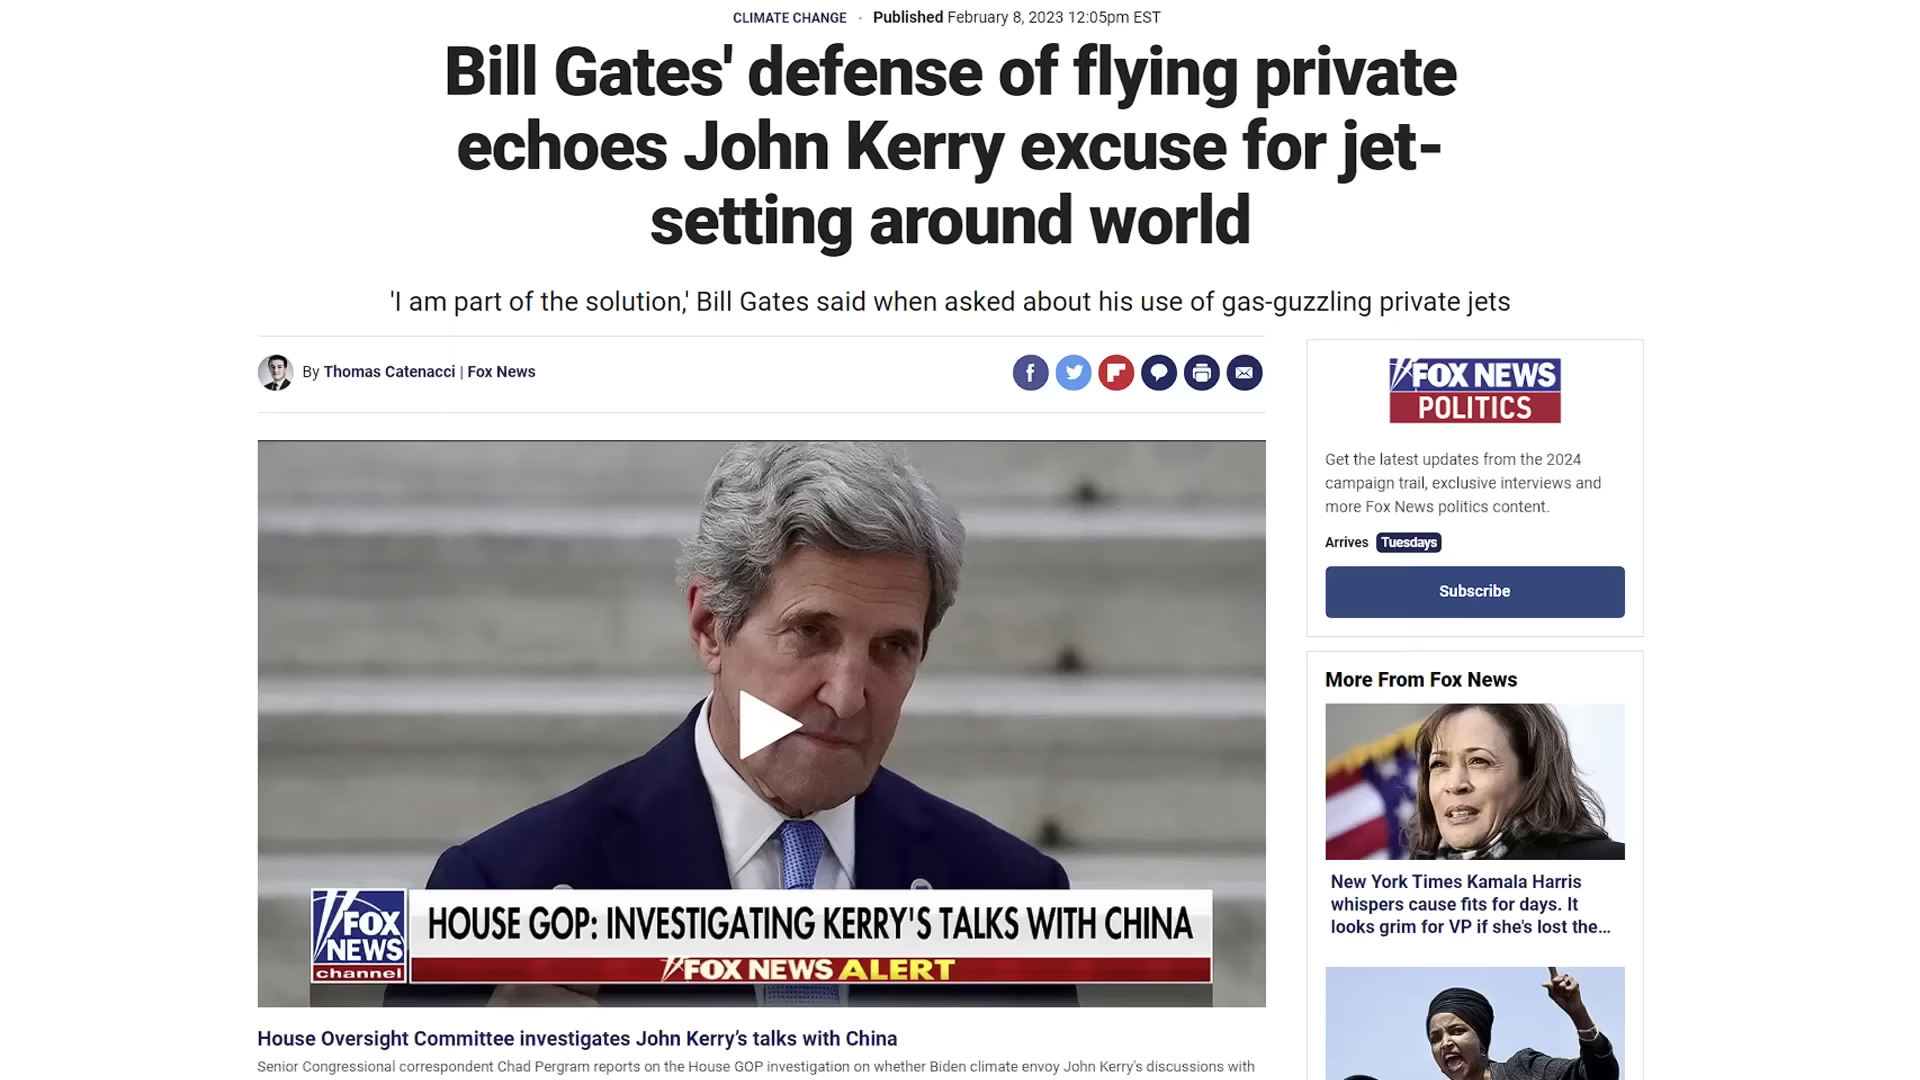 CLIMATE CHANGE · Published February 8, 2023 12:05pm EST
Bill Gates' defense of flying private
echoes John Kerry excuse for jet-
setting around world
'I am part of the solution,' Bill Gates said when asked about his use of gas-guzzling private jets
By Thomas Catenacci | Fox News
HOUSE GOP: INVESTIGATING KERRY'S TALKS WITH CHINA
FOX NEWS channel
FOX NEWS ALERT
House Oversight Committee investigates John Kerry’s talks with China
Senior Congressional correspondent Chad Pergram reports on the House GOP investigation on whether Biden climate envoy John Kerry's discussions with
FOX NEWS
POLITICS
Get the latest updates from the 2024
campaign trail, exclusive interviews and
more Fox News politics content.
Arrives Tuesdays
Subscribe
More From Fox News
New York Times Kamala Harris
whispers cause fits for days. It
looks grim for VP if she's lost the...